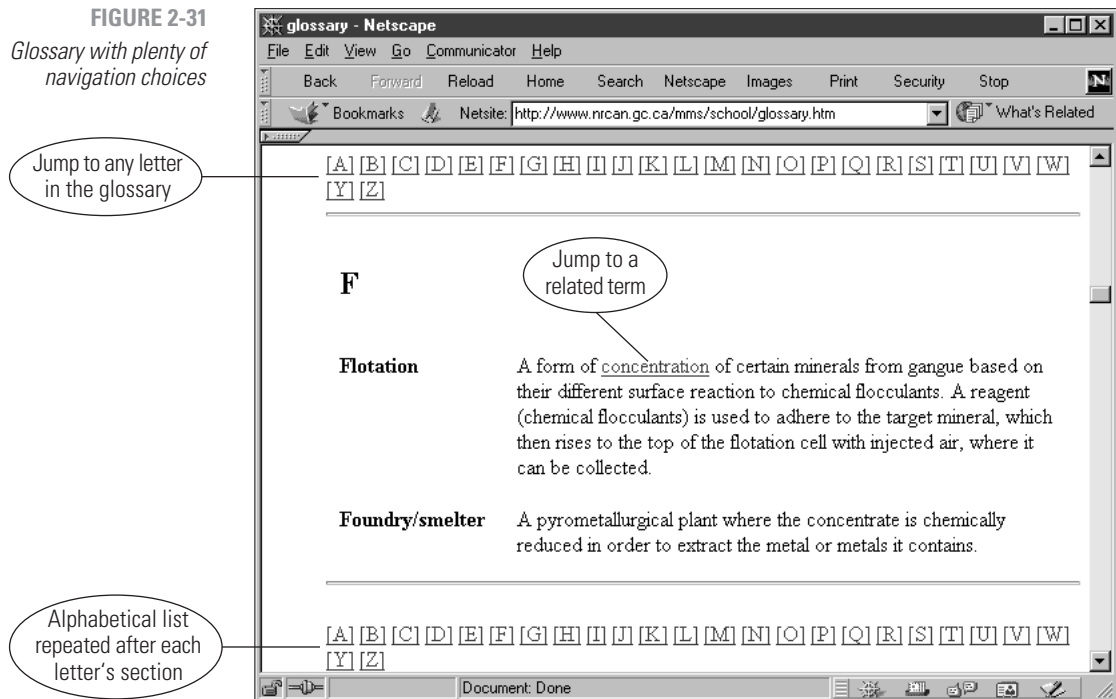 FIGURE 2-31
Glossary with plenty of
navigation choices
glossary - Netscape
File Edit View Go Communicator Help
Back Forward Reload Home Search Netscape Images Print Security Stop N
Bookmarks Netsite: http://www.nrcan.gc.ca/mms/school/glossary.htm What's Related
Jump to any letter
in the glossary
[A] [B] [C] [D] [E] [F] [G] [H] [I] [J] [K] [L] [M] [N] [O] [P] [Q] [R] [S] [T] [U] [V] [W]
[Y] [Z]
F
Jump to a
related term
Flotation A form of concentration of certain minerals from gangue based on
their different surface reaction to chemical flocculants. A reagent
(chemical flocculants) is used to adhere to the target mineral, which
then rises to the top of the flotation cell with injected air, where it
can be collected.
Foundry/smelter A pyrometallurgical plant where the concentrate is chemically
reduced in order to extract the metal or metals it contains.
Alphabetical list
repeated after each
letter‘s section
[A] [B] [C] [D] [E] [F] [G] [H] [I] [J] [K] [L] [M] [N] [O] [P] [Q] [R] [S] [T] [U] [V] [W]
[Y] [Z]
Document: Done